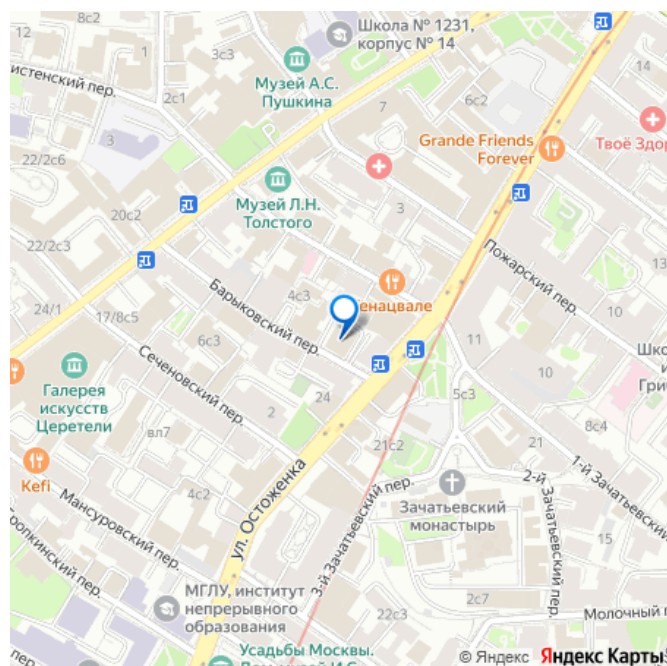 8с2
1
Школа № 1231,
корпус № 14
14
3с3
Музей А.С.
Пушкина
истенский пер.
2с1
7
6с2
3
Grande Friends
Forever
Твоё Здор
22/2с6
20с2
Музей Л.Н.
Толстого
3
22/2с3
Пожарский пер.
24/1
17/8с5
Барыковский пер.
4с3
енацвале
6с3
Сеченовский пер.
11
Шко
и
Гри
10
10
Галерея
искусств
Церетели
2
24
5с3
8с4
вл7
21с2
21
1-й Зачатьевский
Kefi
4с2
ул. Остоженка
Зачатьевский
монастырь
2-й Зачатьевский пер.
Мансуровский пер.
3-й Зачатьевский пер.
15
опкинский пер.
МГЛУ, институт
непрерывного
образования
2с7
22с3
Молочный п
пер.
Усадьбы Москвы.
© Яндекс Яндекс Карты